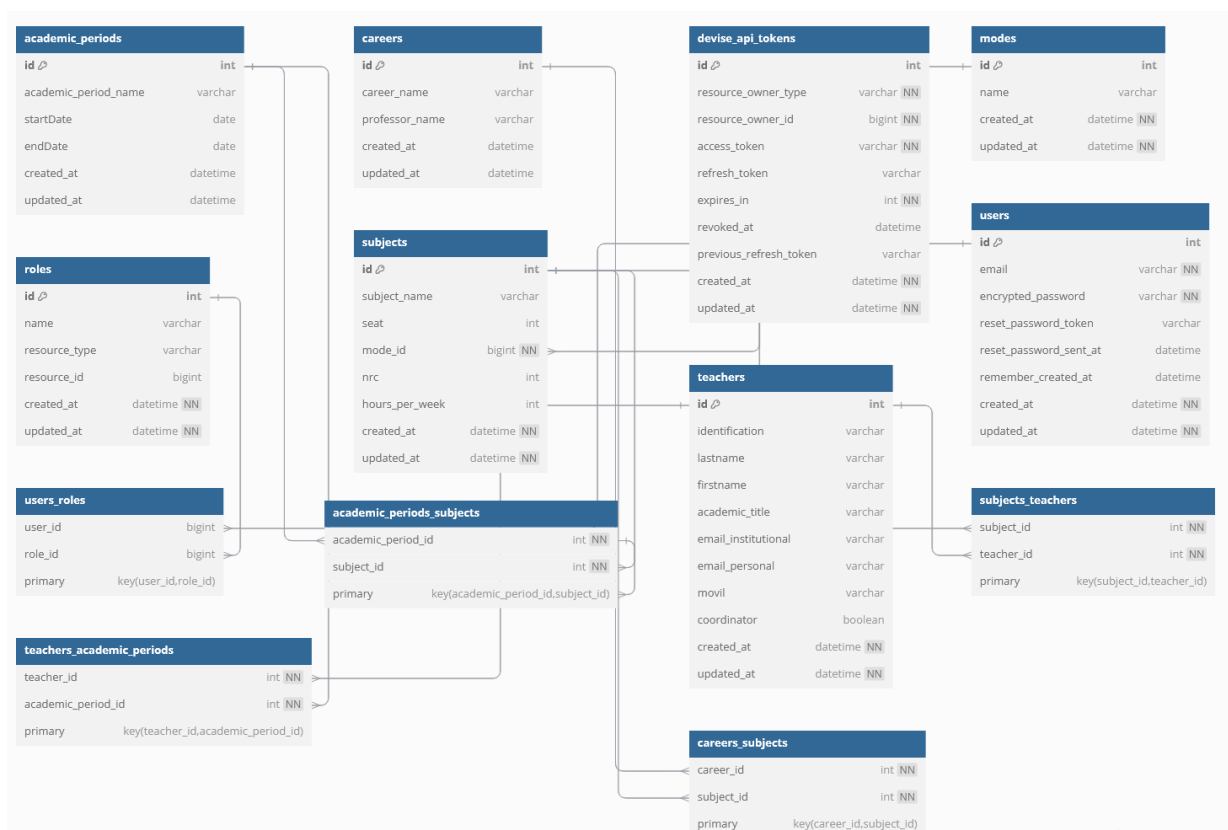 academic_periods
id int
academic_period_name varchar
startDate date
endDate date
created_at datetime
updated_at datetime
careers
id int
career_name varchar
professor_name varchar
created_at datetime
updated_at datetime
devise_api_tokens
id int
resource_owner_type varchar NN
resource_owner_id bigint NN
access_token varchar NN
refresh_token varchar
expires_in int NN
revoked_at datetime
previous_refresh_token varchar
created_at datetime NN
updated_at datetime NN
modes
id int
name varchar
created_at datetime NN
updated_at datetime NN
roles
id int
name varchar
resource_type varchar
resource_id bigint
created_at datetime NN
updated_at datetime NN
subjects
id int
subject_name varchar
seat int
mode_id bigint NN
nrc int
hours_per_week int
created_at datetime NN
updated_at datetime NN
users
id int
email varchar NN
encrypted_password varchar NN
reset_password_token varchar
reset_password_sent_at datetime
remember_created_at datetime
created_at datetime NN
updated_at datetime NN
teachers
id int
identification varchar
lastname varchar
firstname varchar
academic_title varchar
email_institutional varchar
email_personal varchar
movil varchar
coordinator boolean
created_at datetime NN
updated_at datetime NN
users_roles
user_id bigint
role_id bigint
primary key(user_id,role_id)
academic_periods_subjects
academic_period_id int NN
subject_id int NN
primary key(academic_period_id,subject_id)
subjects_teachers
subject_id int NN
teacher_id int NN
primary key(subject_id,teacher_id)
teachers_academic_periods
teacher_id int NN
academic_period_id int NN
primary key(teacher_id,academic_period_id)
careers_subjects
career_id int NN
subject_id int NN
primary key(career_id,subject_id)